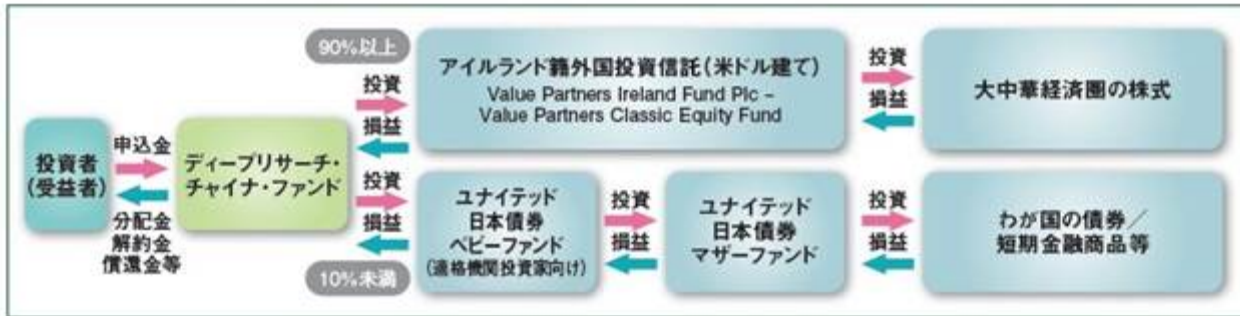 投資者
(受益者)
申込金
分配金
解約金
償還金等
ディープリサーチ・
チャイナ・ファンド
90%以上
投資
損益
アイルランド籍外国投資信託(米ドル建て)
Value Partners Ireland Fund Plc –
Value Partners Classic Equity Fund
投資
損益
大中華経済圏の株式
投資
損益
10%未満
ユナイテッド
日本債券
ベビーファンド
(適格機関投資家向け)
投資
損益
ユナイテッド
日本債券
マザーファンド
投資
損益
わが国の債券/
短期金融商品等